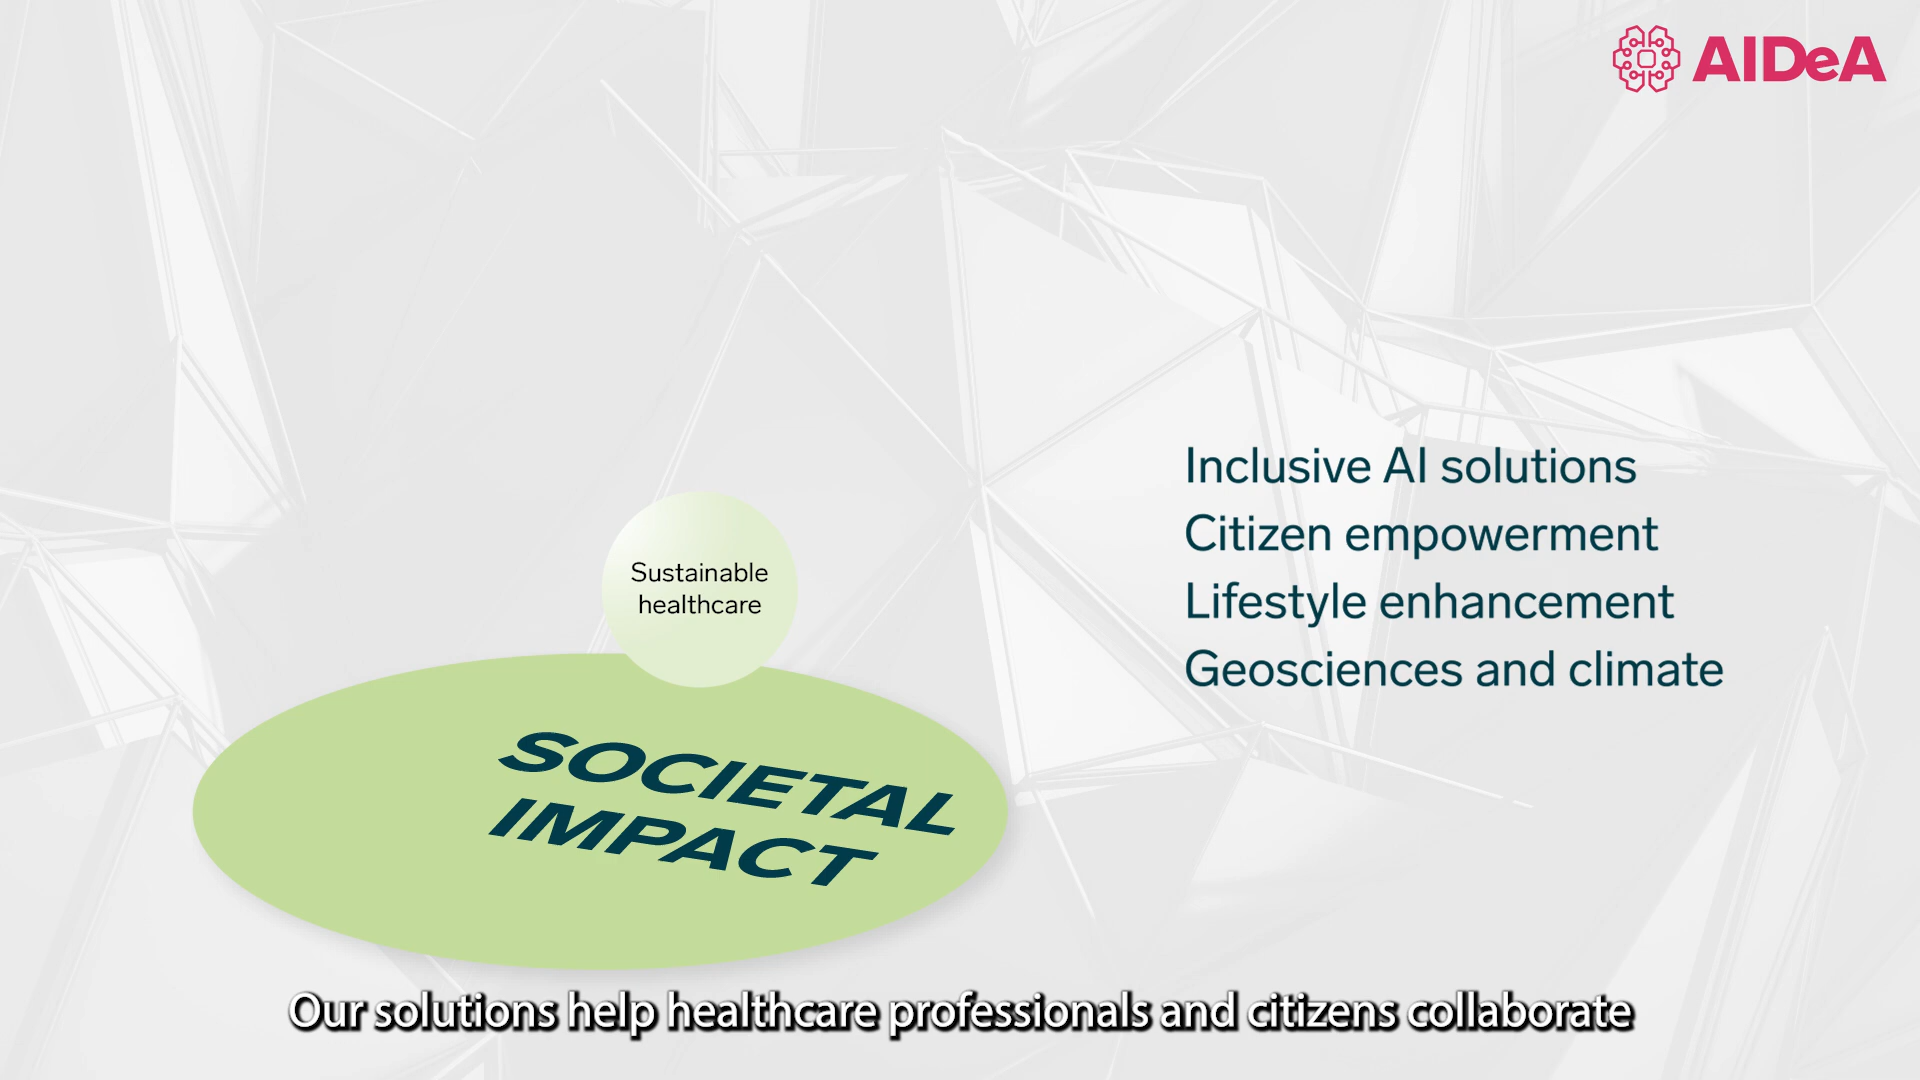 AIDeA
Inclusive AI solutions
Citizen empowerment
Lifestyle enhancement
Geosciences and climate
Sustainable
healthcare
SOCIETAL
IMPACT
Our solutions help healthcare professionals and citizens collaborate